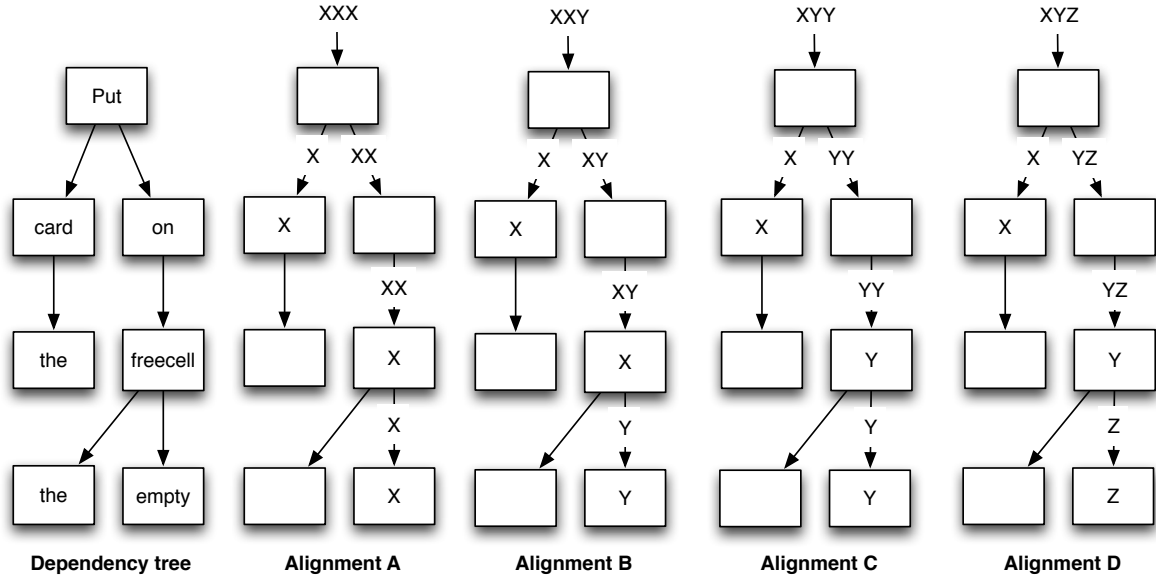 XXX XXY XYY XYZ
Put
X XX X XY X YY X YZ
card on X X X X
XX XY YY YZ
the freecell X X Y Y
X Y Y Z
the empty X Y Y Z
Dependency tree Alignment A Alignment B Alignment C Alignment D